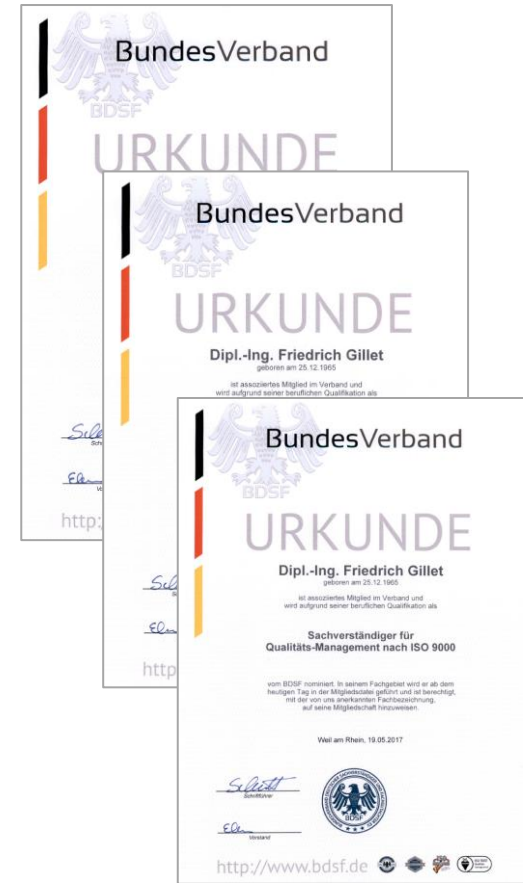 BundesVerband
BDSF
URKUNDE
http:
BundesVerband
BDSF
URKUNDE
Dipl.-Ing. Friedrich Gillet
geboren am 25.12.1965
ist assoziiertes Mitglied im Verband und
wird aufgrund seiner beruflichen Qualifikation als
http
BundesVerband
BDSF
URKUNDE
Dipl.-Ing. Friedrich Gillet
geboren am 25.12.1965
ist assoziiertes Mitglied im Verband und
wird aufgrund seiner beruflichen Qualifikation als
Sachverständiger für
Qualitäts-Management nach ISO 9000
vom BDSF nominiert. In seinem Fachgebiet wird er ab dem
heutigen Tag in der Mitgliedsdatei geführt und ist berechtigt,
mit der von uns anerkannten Fachbezeichnung,
auf seine Mitgliedschaft hinzuweisen.
Weil am Rhein, 19.05.2017
Schriftführer
Vorstand
BDSF
http://www.bdsf.de